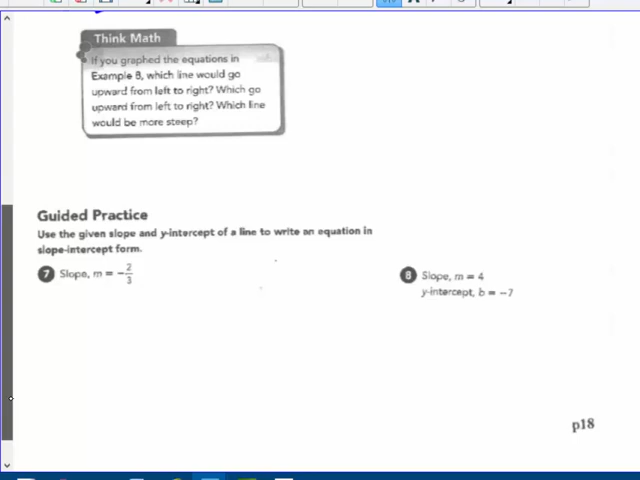 Think Math
If you graphed the equations in
Example 8, which line would go
upward from left to right? Which go
upward from left to right? Which line
would be more steep?
Guided Practice
Use the given slope and y-intercept of a line to write an equation in
slope-intercept form.
7 Slope, m = -2/3
8 Slope, m = 4
y-intercept, b = -7
p18